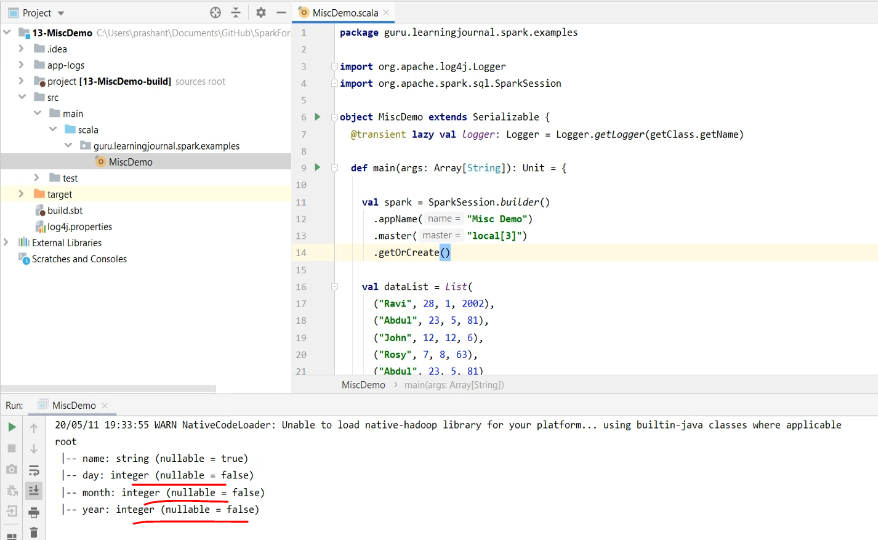 Project
13-MiscDemo C:\Users\prashant\Documents\GitHub\SparkFor
.idea
app-logs
project [13-MiscDemo-build] sources root
src
main
scala
guru.learningjournal.spark.examples
MiscDemo
test
target
build.sbt
log4j.properties
External Libraries
Scratches and Consoles
MiscDemo.scala
1 package guru.learningjournal.spark.examples
2
3 import org.apache.log4j.Logger
4 import org.apache.spark.sql.SparkSession
5
6 object MiscDemo extends Serializable {
7 @transient lazy val logger: Logger = Logger.getLogger(getClass.getName)
8
9 def main(args: Array[String]): Unit = {
10
11 val spark = SparkSession.builder()
12 .appName( name = "Misc Demo")
13 .master( master = "local[3]")
14 .getOrCreate()
15
16 val dataList = List(
17 ("Ravi", 28, 1, 2002),
18 ("Abdul", 23, 5, 81),
19 ("John", 12, 12, 6),
20 ("Rosy", 7, 8, 63),
21 ("Abdul", 23, 5, 81)
MiscDemo > main(args: Array[String])
Run: MiscDemo
20/05/11 19:33:55 WARN NativeCodeLoader: Unable to load native-hadoop library for your platform... using builtin-java classes where applicable
root
|-- name: string (nullable = true)
|-- day: integer (nullable = false)
|-- month: integer (nullable = false)
|-- year: integer (nullable = false)